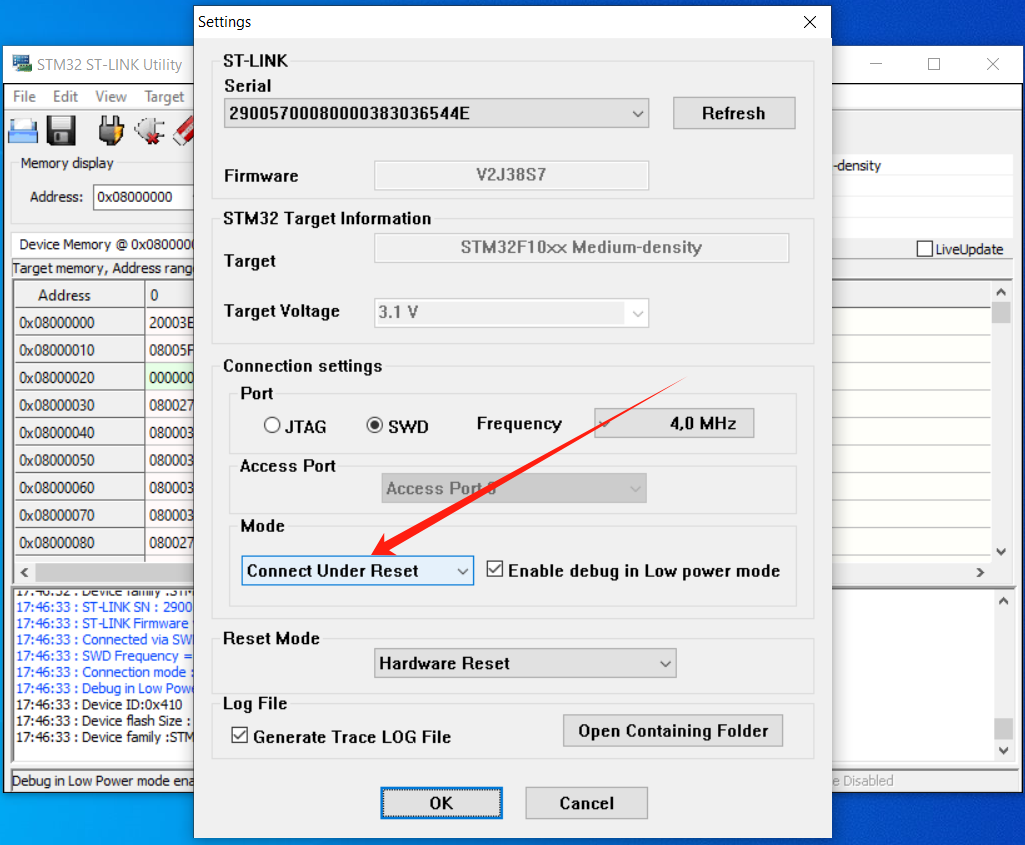 Settings
ST-LINK
Serial
29005700080000383036544E
Refresh
Firmware
V2J38S7
STM32 Target Information
Target
STM32F10xx Medium-density
Target Voltage
3.1 V
Connection settings
Port
JTAG
SWD
Frequency
4,0 MHz
Access Port
Access Port 0
Mode
Connect Under Reset
Enable debug in Low power mode
Reset Mode
Hardware Reset
Log File
Generate Trace LOG File
Open Containing Folder
OK
Cancel
STM32 ST-LINK Utility
File Edit View Target
Memory display
Address: 0x08000000
-density
Device Memory @ 0x0800000
LiveUpdate
Target memory, Address rang
Address 0
0x08000000 20003E
0x08000010 08005F
0x08000020 000000
0x08000030 080027
0x08000040 080003
0x08000050 080003
0x08000060 080003
0x08000070 080003
0x08000080 080027
17:46:32 : Device family :STM
17:46:33 : ST-LINK SN : 2900
17:46:33 : ST-LINK Firmware
17:46:33 : Connected via SW
17:46:33 : SWD Frequency =
17:46:33 : Connection mode :
17:46:33 : Debug in Low Powe
17:46:33 : Device ID:0x410
17:46:33 : Device flash Size :
17:46:33 : Device family :STM
Debug in Low Power mode ena
e Disabled